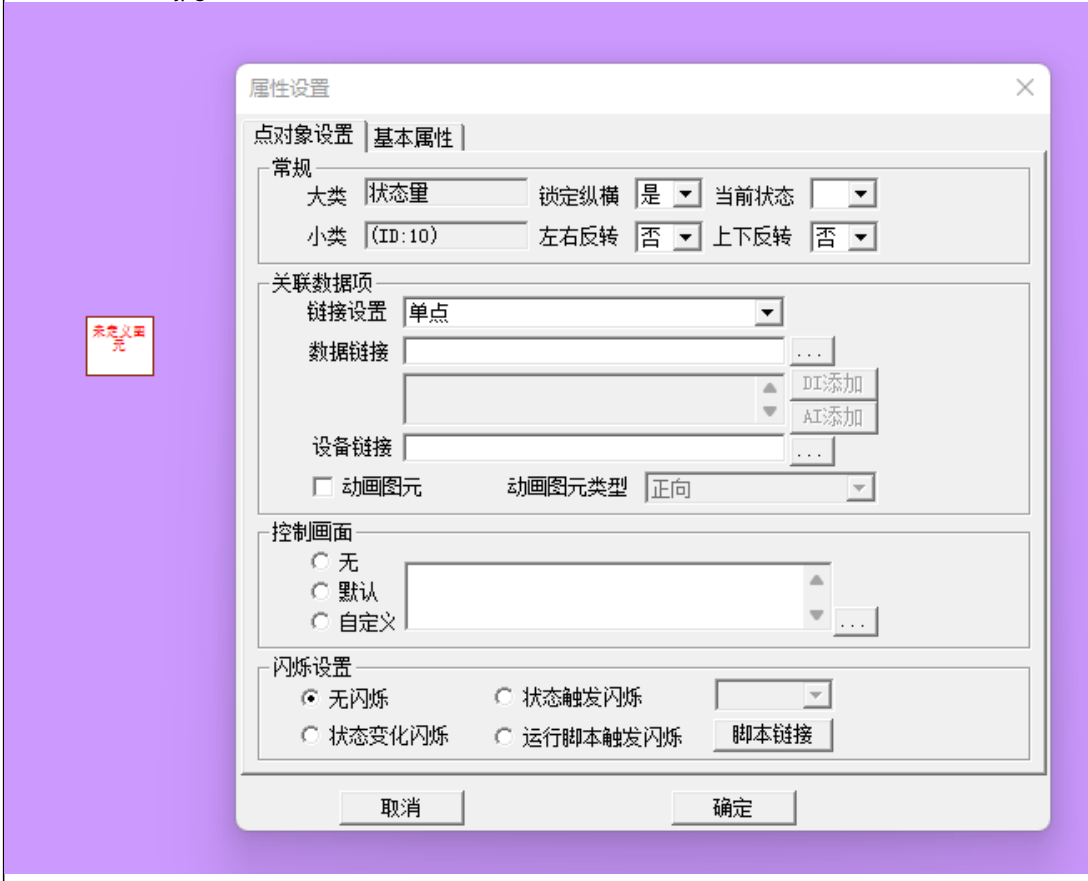 属性设置
点对象设置 基本属性
常规
大类 状态量 锁定纵横 是 当前状态
小类 (ID:10) 左右反转 否 上下反转 否
关联数据项
链接设置 单点
未定义图
元
数据链接 ...
DI添加
AI添加
设备链接 ...
动画图元 动画图元类型 正向
控制画面
无
默认
自定义 ...
闪烁设置
无闪烁 状态触发闪烁
状态变化闪烁 运行脚本触发闪烁 脚本链接
取消 确定